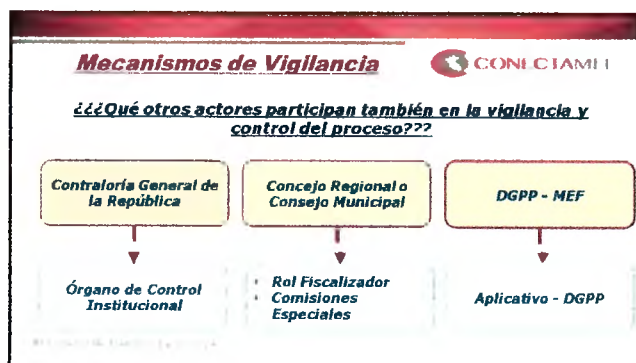 Mecanismos de Vigilancia
CONECTAMEF
¿¿¿Qué otros actores participan también en la vigilancia y
control del proceso???
Contraloría General de
la República
Concejo Regional o
Consejo Municipal
DGPP - MEF
Órgano de Control
Institucional
• Rol Fiscalizador
• Comisiones
Especiales
Aplicativo - DGPP